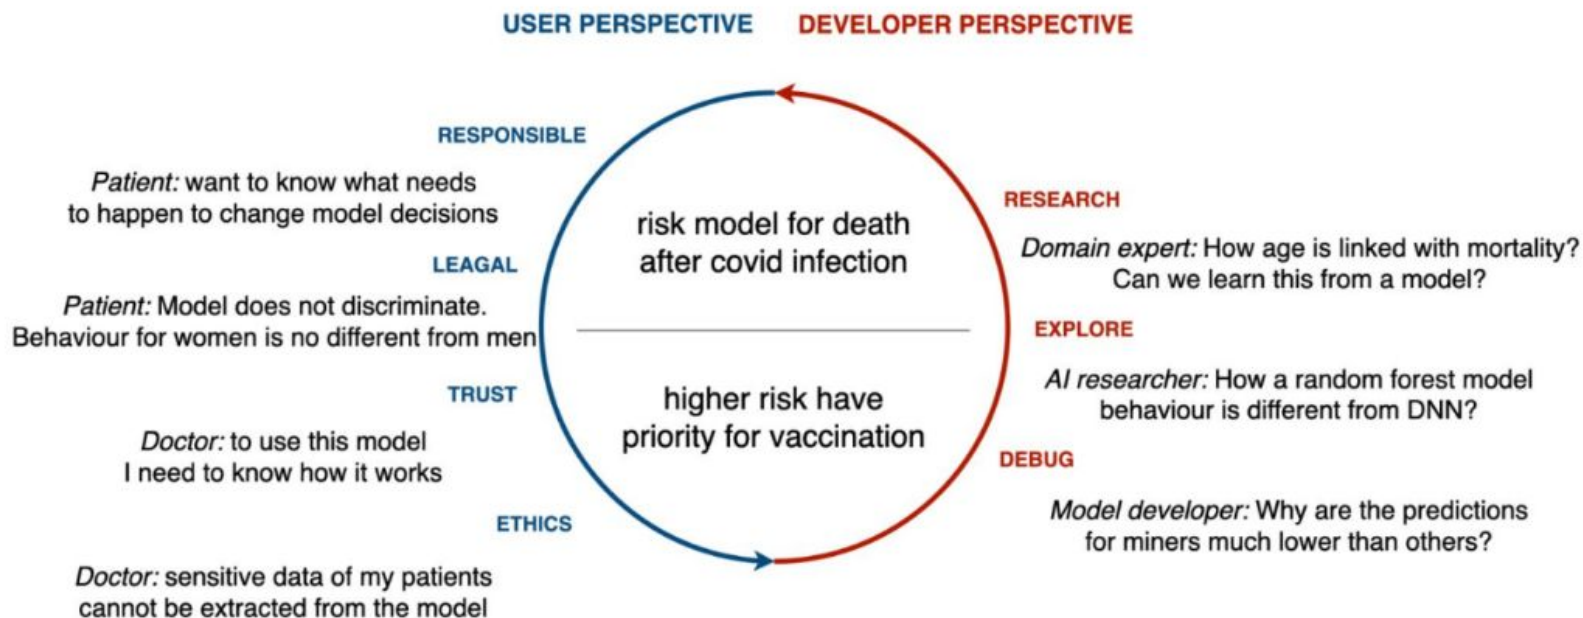 USER PERSPECTIVE DEVELOPER PERSPECTIVE
RESPONSIBLE
Patient: want to know what needs
to happen to change model decisions
LEAGAL
Patient: Model does not discriminate.
Behaviour for women is no different from men
TRUST
Doctor: to use this model
I need to know how it works
ETHICS
Doctor: sensitive data of my patients
cannot be extracted from the model
risk model for death
after covid infection
higher risk have
priority for vaccination
RESEARCH
Domain expert: How age is linked with mortality?
Can we learn this from a model?
EXPLORE
AI researcher: How a random forest model
behaviour is different from DNN?
DEBUG
Model developer: Why are the predictions
for miners much lower than others?